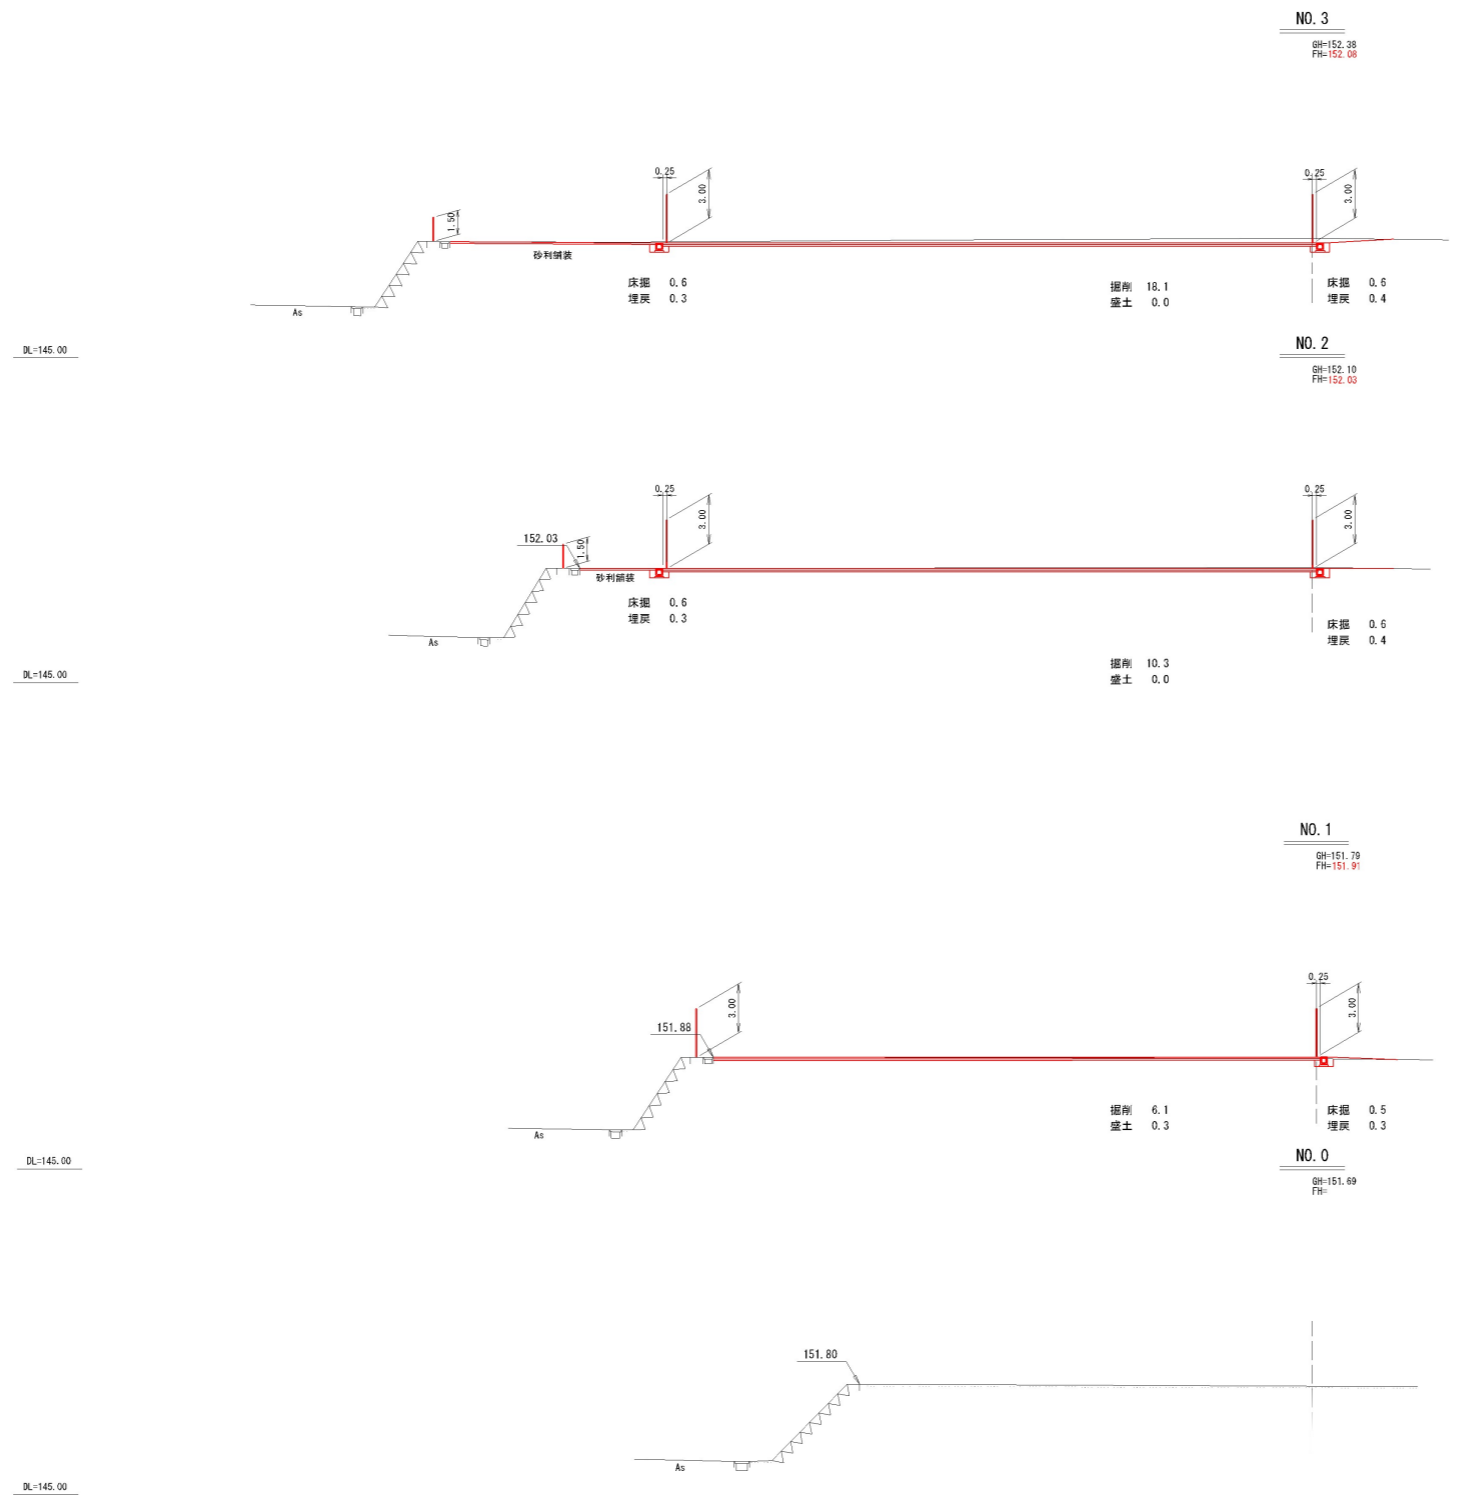 NO. 3
GH=152.38
FH=152.08
0.25
3.00
0.25
3.00
1.50
砂利舗装
床掘 0.6
埋戻 0.3
掘削 18.1
盛土 0.0
床掘 0.6
埋戻 0.4
As
DL=145.00
NO. 2
GH=152.10
FH=152.03
0.25
3.00
0.25
3.00
152.03
1.50
砂利舗装
床掘 0.6
埋戻 0.3
床掘 0.6
埋戻 0.4
As
掘削 10.3
盛土 0.0
DL=145.00
NO. 1
GH=151.79
FH=151.91
0.25
3.00
3.00
151.88
掘削 6.1
盛土 0.3
床掘 0.5
埋戻 0.3
As
DL=145.00
NO. 0
GH=151.69
FH=
151.80
As
DL=145.00